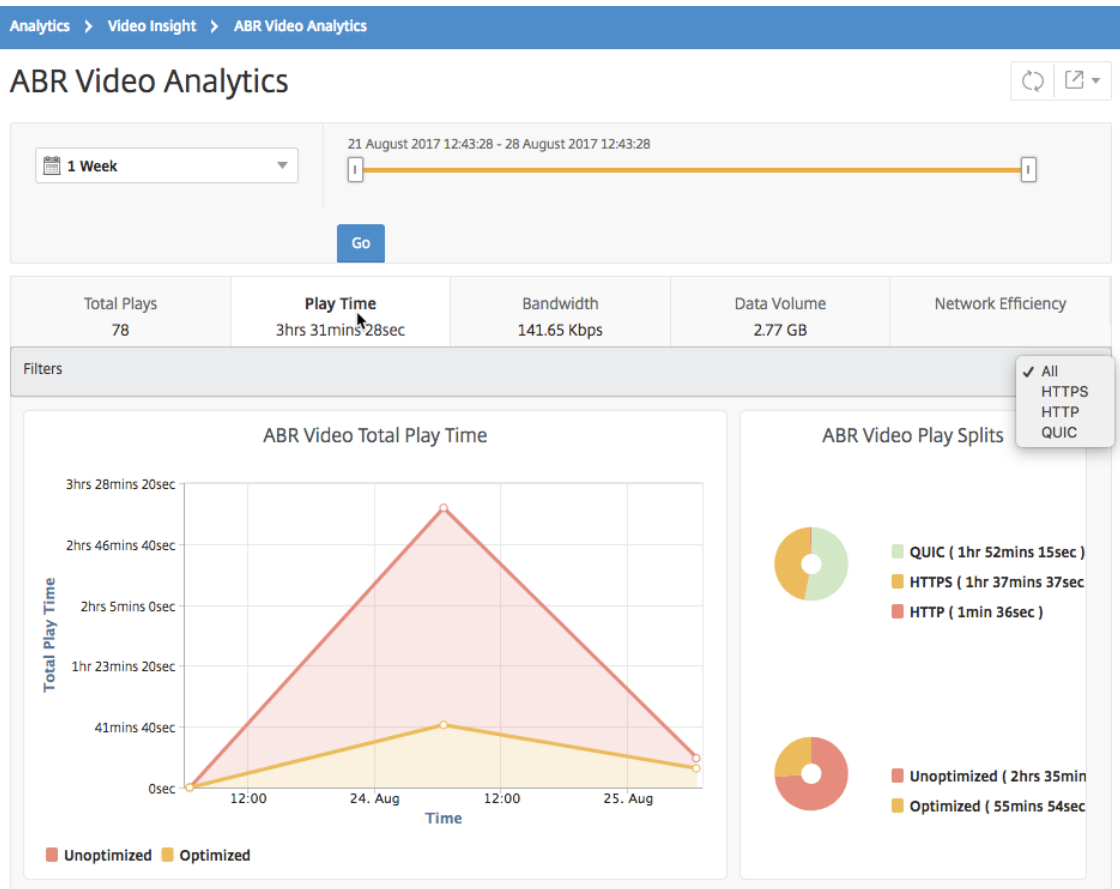 Analytics > Video Insight > ABR Video Analytics
ABR Video Analytics
1 Week
21 August 2017 12:43:28 - 28 August 2017 12:43:28
Go
Total Plays
78
Play Time
3hrs 31mins 28sec
Bandwidth
141.65 Kbps
Data Volume
2.77 GB
Network Efficiency
Filters
✓ All
HTTPS
HTTP
QUIC
ABR Video Total Play Time
3hrs 28mins 20sec
2hrs 46mins 40sec
2hrs 5mins 0sec
1hr 23mins 20sec
41mins 40sec
0sec
Total Play Time
12:00
24. Aug
12:00
25. Aug
Time
Unoptimized
Optimized
ABR Video Play Splits
QUIC ( 1hr 52mins 15sec )
HTTPS ( 1hr 37mins 37sec
HTTP ( 1min 36sec )
Unoptimized ( 2hrs 35min
Optimized ( 55mins 54sec